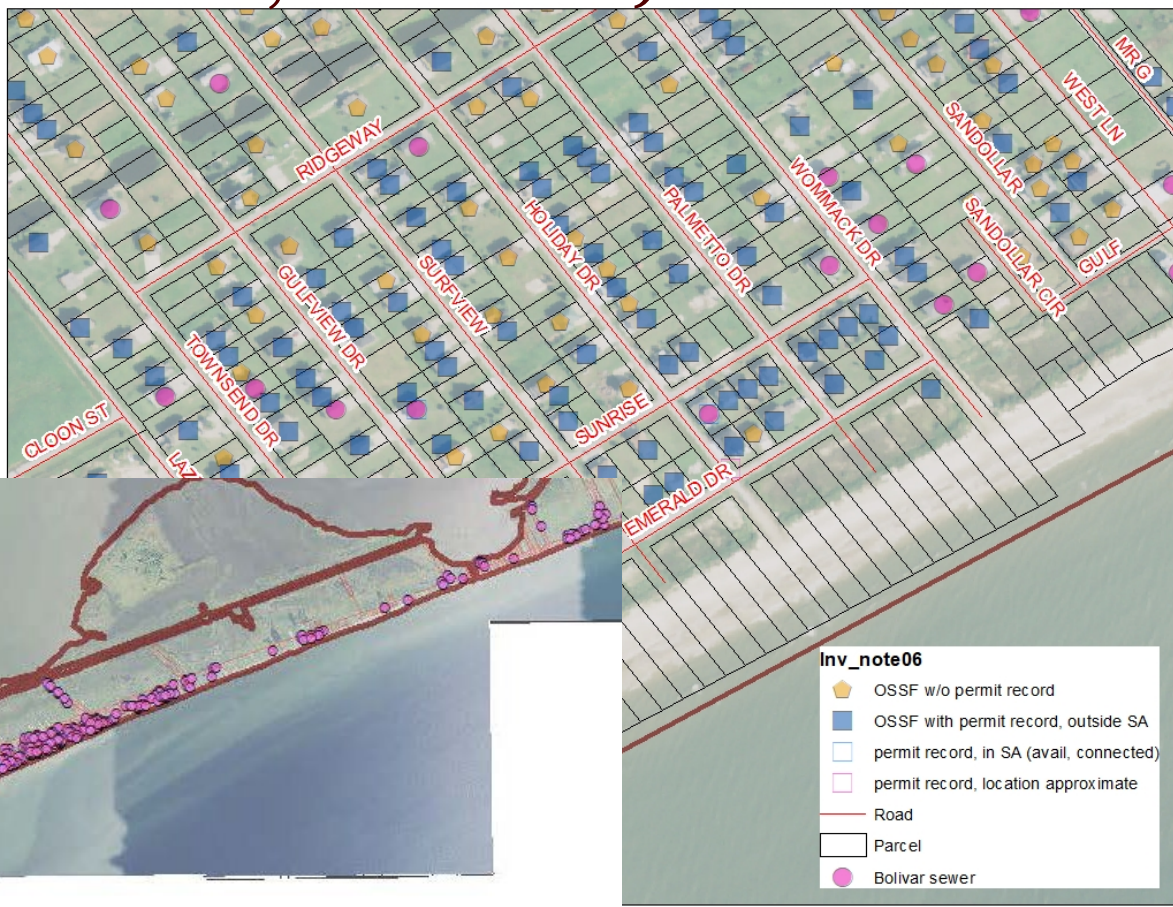 MR G
WEST LN
SANDOLLAR
RIDGEWAY
WOMMACK DR
PALMETTO DR
HOLIDAY DR
SANDOLLAR CIR
GULF
SURFVIEW
GULFVIEW DR
TOWNSEND DR
SUNRISE
CLOON ST
LAZ
EMERALD DR
Inv_note06
OSSF w/o permit record
OSSF with permit record, outside SA
permit record, in SA (avail, connected)
permit record, location approximate
Road
Parcel
Bolivar sewer